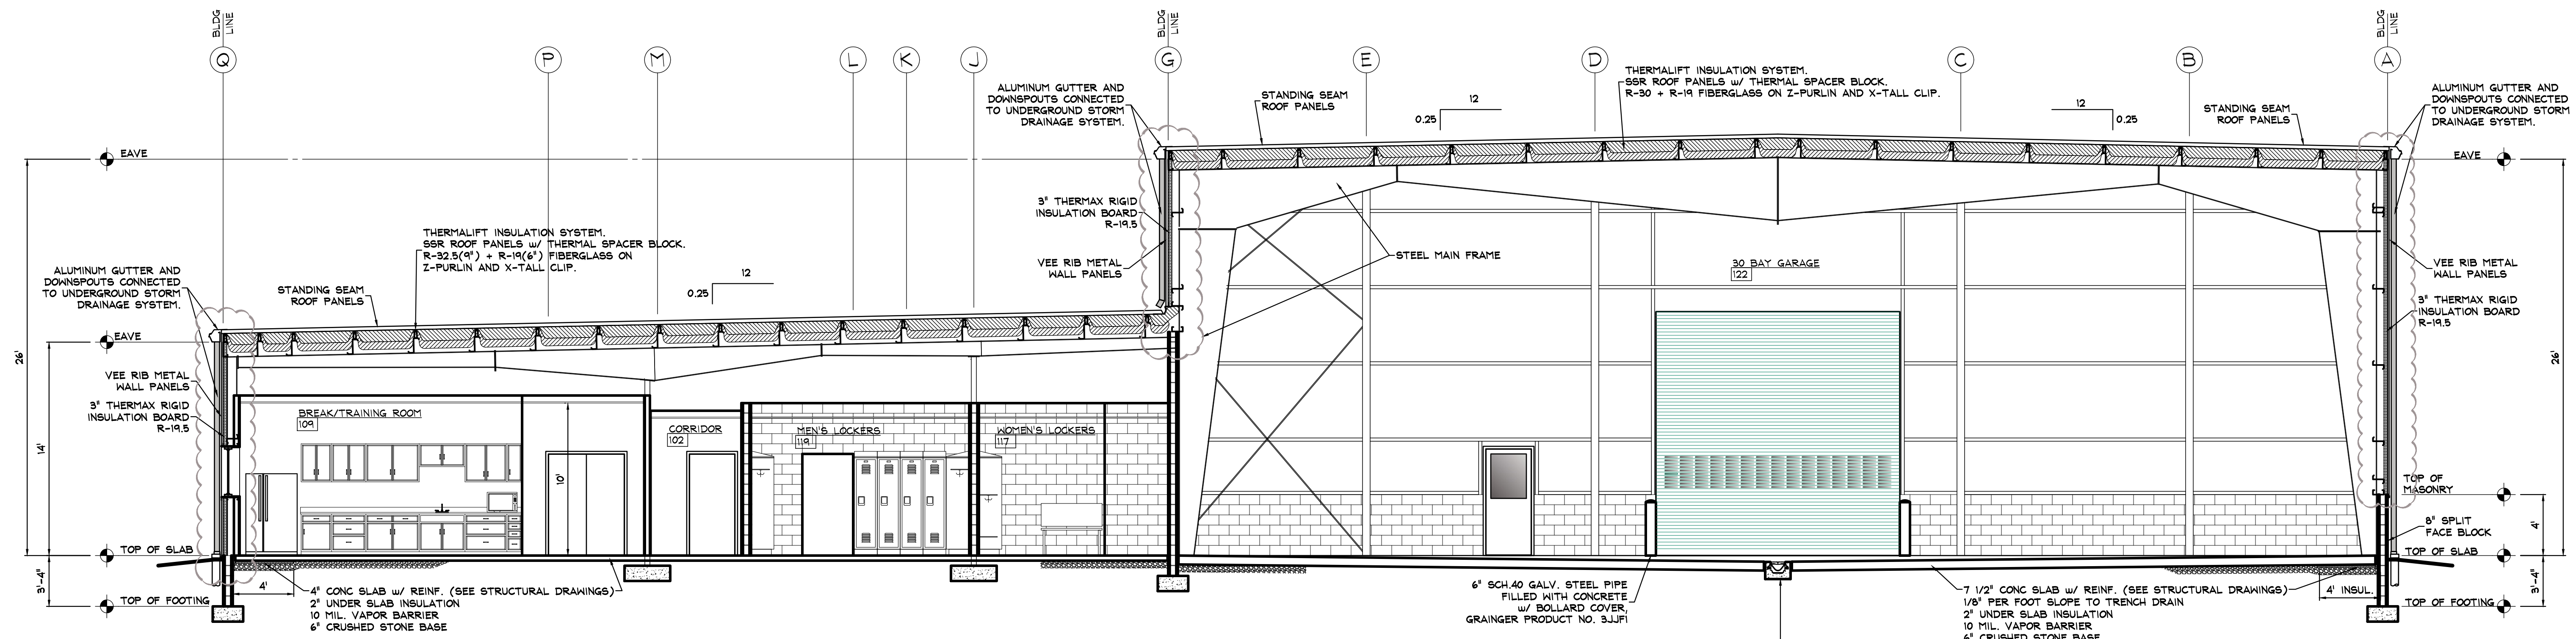 BLDG
LINE
BLDG
LINE
BLDG
LINE
Q
P
M
L
K
J
G
E
D
C
B
A
ALUMINUM GUTTER AND
DOWNSPOUTS CONNECTED
TO UNDERGROUND STORM
DRAINAGE SYSTEM.
STANDING SEAM
ROOF PANELS
12
0.25
THERMALIFT INSULATION SYSTEM.
SSR ROOF PANELS w/ THERMAL SPACER BLOCK.
R-30 + R-19 FIBERGLASS ON Z-PURLIN AND X-TALL CLIP.
12
0.25
STANDING SEAM
ROOF PANELS
ALUMINUM GUTTER AND
DOWNSPOUTS CONNECTED
TO UNDERGROUND STORM
DRAINAGE SYSTEM.
EAVE
EAVE
26'
3" THERMAX RIGID
INSULATION BOARD
R-19.5
VEE RIB METAL
WALL PANELS
STEEL MAIN FRAME
30 BAY GARAGE
122
VEE RIB METAL
WALL PANELS
3" THERMAX RIGID
INSULATION BOARD
R-19.5
26'
THERMALIFT INSULATION SYSTEM.
SSR ROOF PANELS w/ THERMAL SPACER BLOCK.
R-32.5(9") + R-19(6") FIBERGLASS ON
Z-PURLIN AND X-TALL CLIP.
ALUMINUM GUTTER AND
DOWNSPOUTS CONNECTED
TO UNDERGROUND STORM
DRAINAGE SYSTEM.
STANDING SEAM
ROOF PANELS
12
0.25
EAVE
14'
VEE RIB METAL
WALL PANELS
3" THERMAX RIGID
INSULATION BOARD
R-19.5
BREAK/TRAINING ROOM
109
10'
CORRIDOR
102
MEN'S LOCKERS
119
WOMEN'S LOCKERS
117
TOP OF
MASONRY
4'
8" SPLIT
FACE BLOCK
TOP OF SLAB
TOP OF SLAB
3'-4"
TOP OF FOOTING
4'
4" CONC SLAB w/ REINF. (SEE STRUCTURAL DRAWINGS)
2" UNDER SLAB INSULATION
10 MIL. VAPOR BARRIER
6" CRUSHED STONE BASE
6" SCH.40 GALV. STEEL PIPE
FILLED WITH CONCRETE
w/ BOLLARD COVER,
GRAINGER PRODUCT NO. 3JJF1
7 1/2" CONC SLAB w/ REINF. (SEE STRUCTURAL DRAWINGS)
1/8" PER FOOT SLOPE TO TRENCH DRAIN
2" UNDER SLAB INSULATION
10 MIL. VAPOR BARRIER
6" CRUSHED STONE BASE
4' INSUL.
3'-4"
TOP OF FOOTING